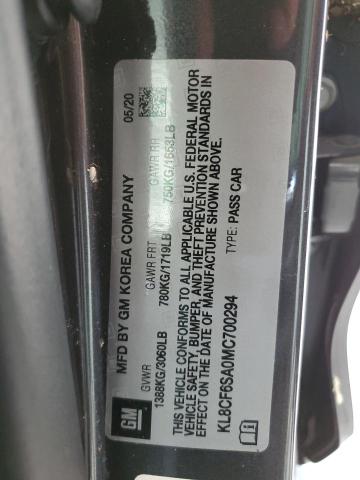 MFD BY GM KOREA COMPANY 05/20
GVWR GAWR FRT GAWR RR
1388KG/3060LB 780KG/1719LB 750KG/1653LB
THIS VEHICLE CONFORMS TO ALL APPLICABLE U.S. FEDERAL MOTOR
VEHICLE SAFETY, BUMPER, AND THEFT PREVENTION STANDARDS IN
EFFECT ON THE DATE OF MANUFACTURE SHOWN ABOVE.
KL8CF6SA0MC700294 TYPE: PASS CAR
GM